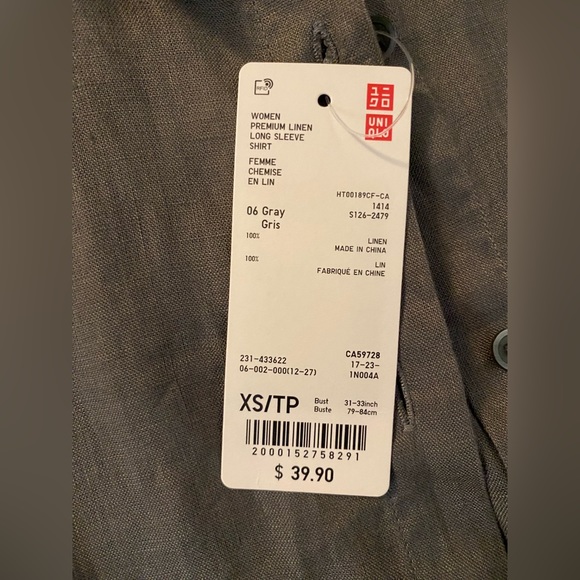 RFID
ユニ
クロ
UNI
QLO
WOMEN
PREMIUM LINEN
LONG SLEEVE
SHIRT
FEMME
CHEMISE
EN LIN
HT00189CF-CA
1414
S126-2479
06 Gray
Gris
100% LINEN
MADE IN CHINA
100% LIN
FABRIQUÉ EN CHINE
231-433622 CA59728
06-002-000(12-27) 17-23-
1N004A
XS/TP Bust 31-33inch
Buste 79-84cm
2000152758291
$ 39.90